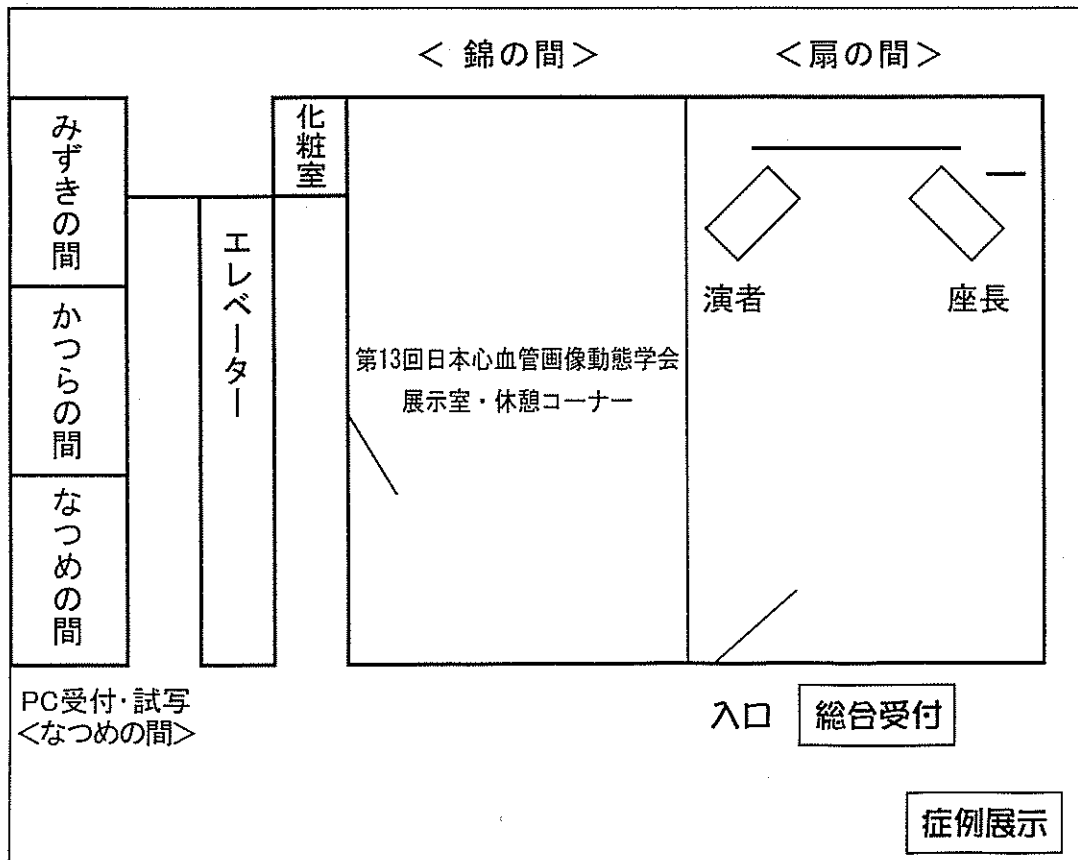 ＜ 錦の間＞
＜扇の間＞
みずきの間
化粧室
エレベーター
演者
座長
かつらの間
第13回日本心血管画像動態学会
展示室・休憩コーナー
なつめの間
PC受付・試写
＜なつめの間＞
入口
総合受付
症例展示